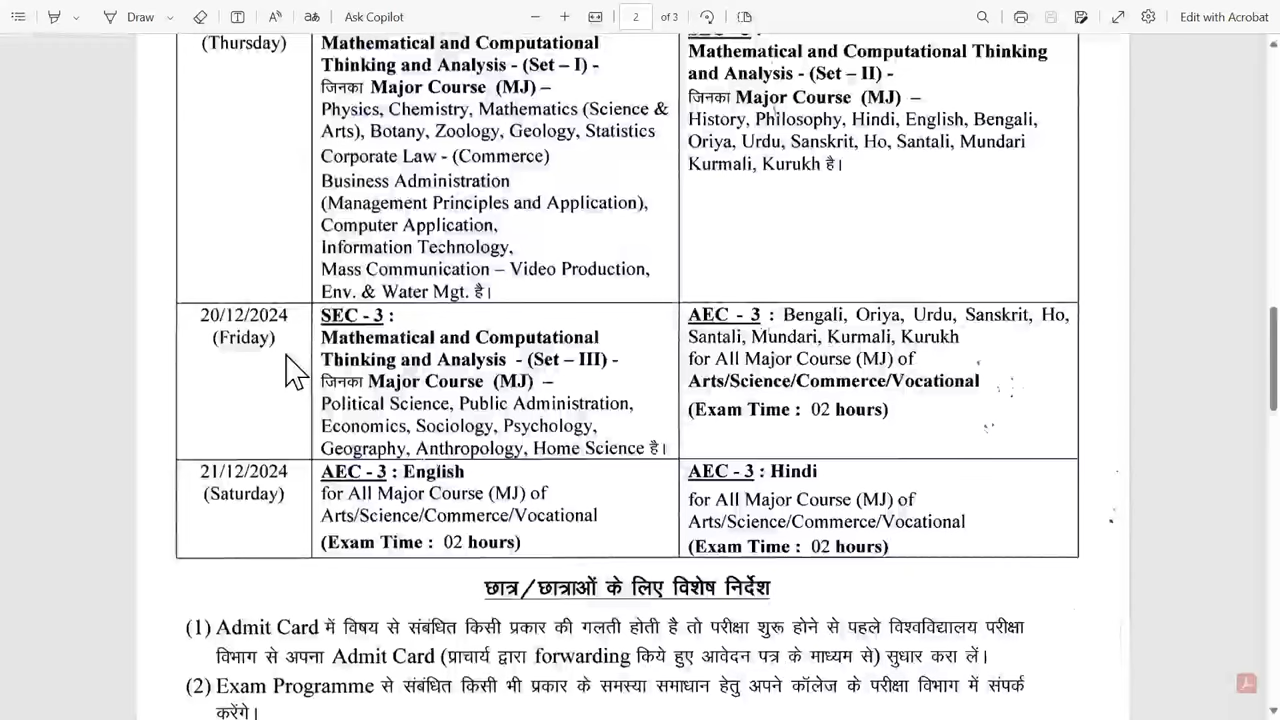 Draw
Ask Copilot
2 of 3
Edit with Acrobat
(Thursday)
Mathematical and Computational
Thinking and Analysis - (Set – I) -
जिनका Major Course (MJ) –
Physics, Chemistry, Mathematics (Science &
Arts), Botany, Zoology, Geology, Statistics
Corporate Law - (Commerce)
Business Administration
(Management Principles and Application),
Computer Application,
Information Technology,
Mass Communication – Video Production,
Env. & Water Mgt. है।
Mathematical and Computational Thinking
and Analysis - (Set – II) -
जिनका Major Course (MJ) –
History, Philosophy, Hindi, English, Bengali,
Oriya, Urdu, Sanskrit, Ho, Santali, Mundari
Kurmali, Kurukh है।
20/12/2024
(Friday)
SEC - 3 :
Mathematical and Computational
Thinking and Analysis - (Set – III) -
जिनका Major Course (MJ) –
Political Science, Public Administration,
Economics, Sociology, Psychology,
Geography, Anthropology, Home Science है।
AEC - 3 : Bengali, Oriya, Urdu, Sanskrit, Ho,
Santali, Mundari, Kurmali, Kurukh
for All Major Course (MJ) of
Arts/Science/Commerce/Vocational
(Exam Time : 02 hours)
21/12/2024
(Saturday)
AEC - 3 : English
for All Major Course (MJ) of
Arts/Science/Commerce/Vocational
(Exam Time : 02 hours)
AEC - 3 : Hindi
for All Major Course (MJ) of
Arts/Science/Commerce/Vocational
(Exam Time : 02 hours)
छात्र/छात्राओं के लिए विशेष निर्देश
(1) Admit Card में विषय से संबंधित किसी प्रकार की गलती होती है तो परीक्षा शुरू होने से पहले विश्वविद्यालय परीक्षा
विभाग से अपना Admit Card (प्राचार्य द्वारा forwarding किये हुए आवेदन पत्र के माध्यम से) सुधार करा लें।
(2) Exam Programme से संबंधित किसी भी प्रकार के समस्या समाधान हेतु अपने कॉलेज के परीक्षा विभाग में संपर्क
करेंगे।